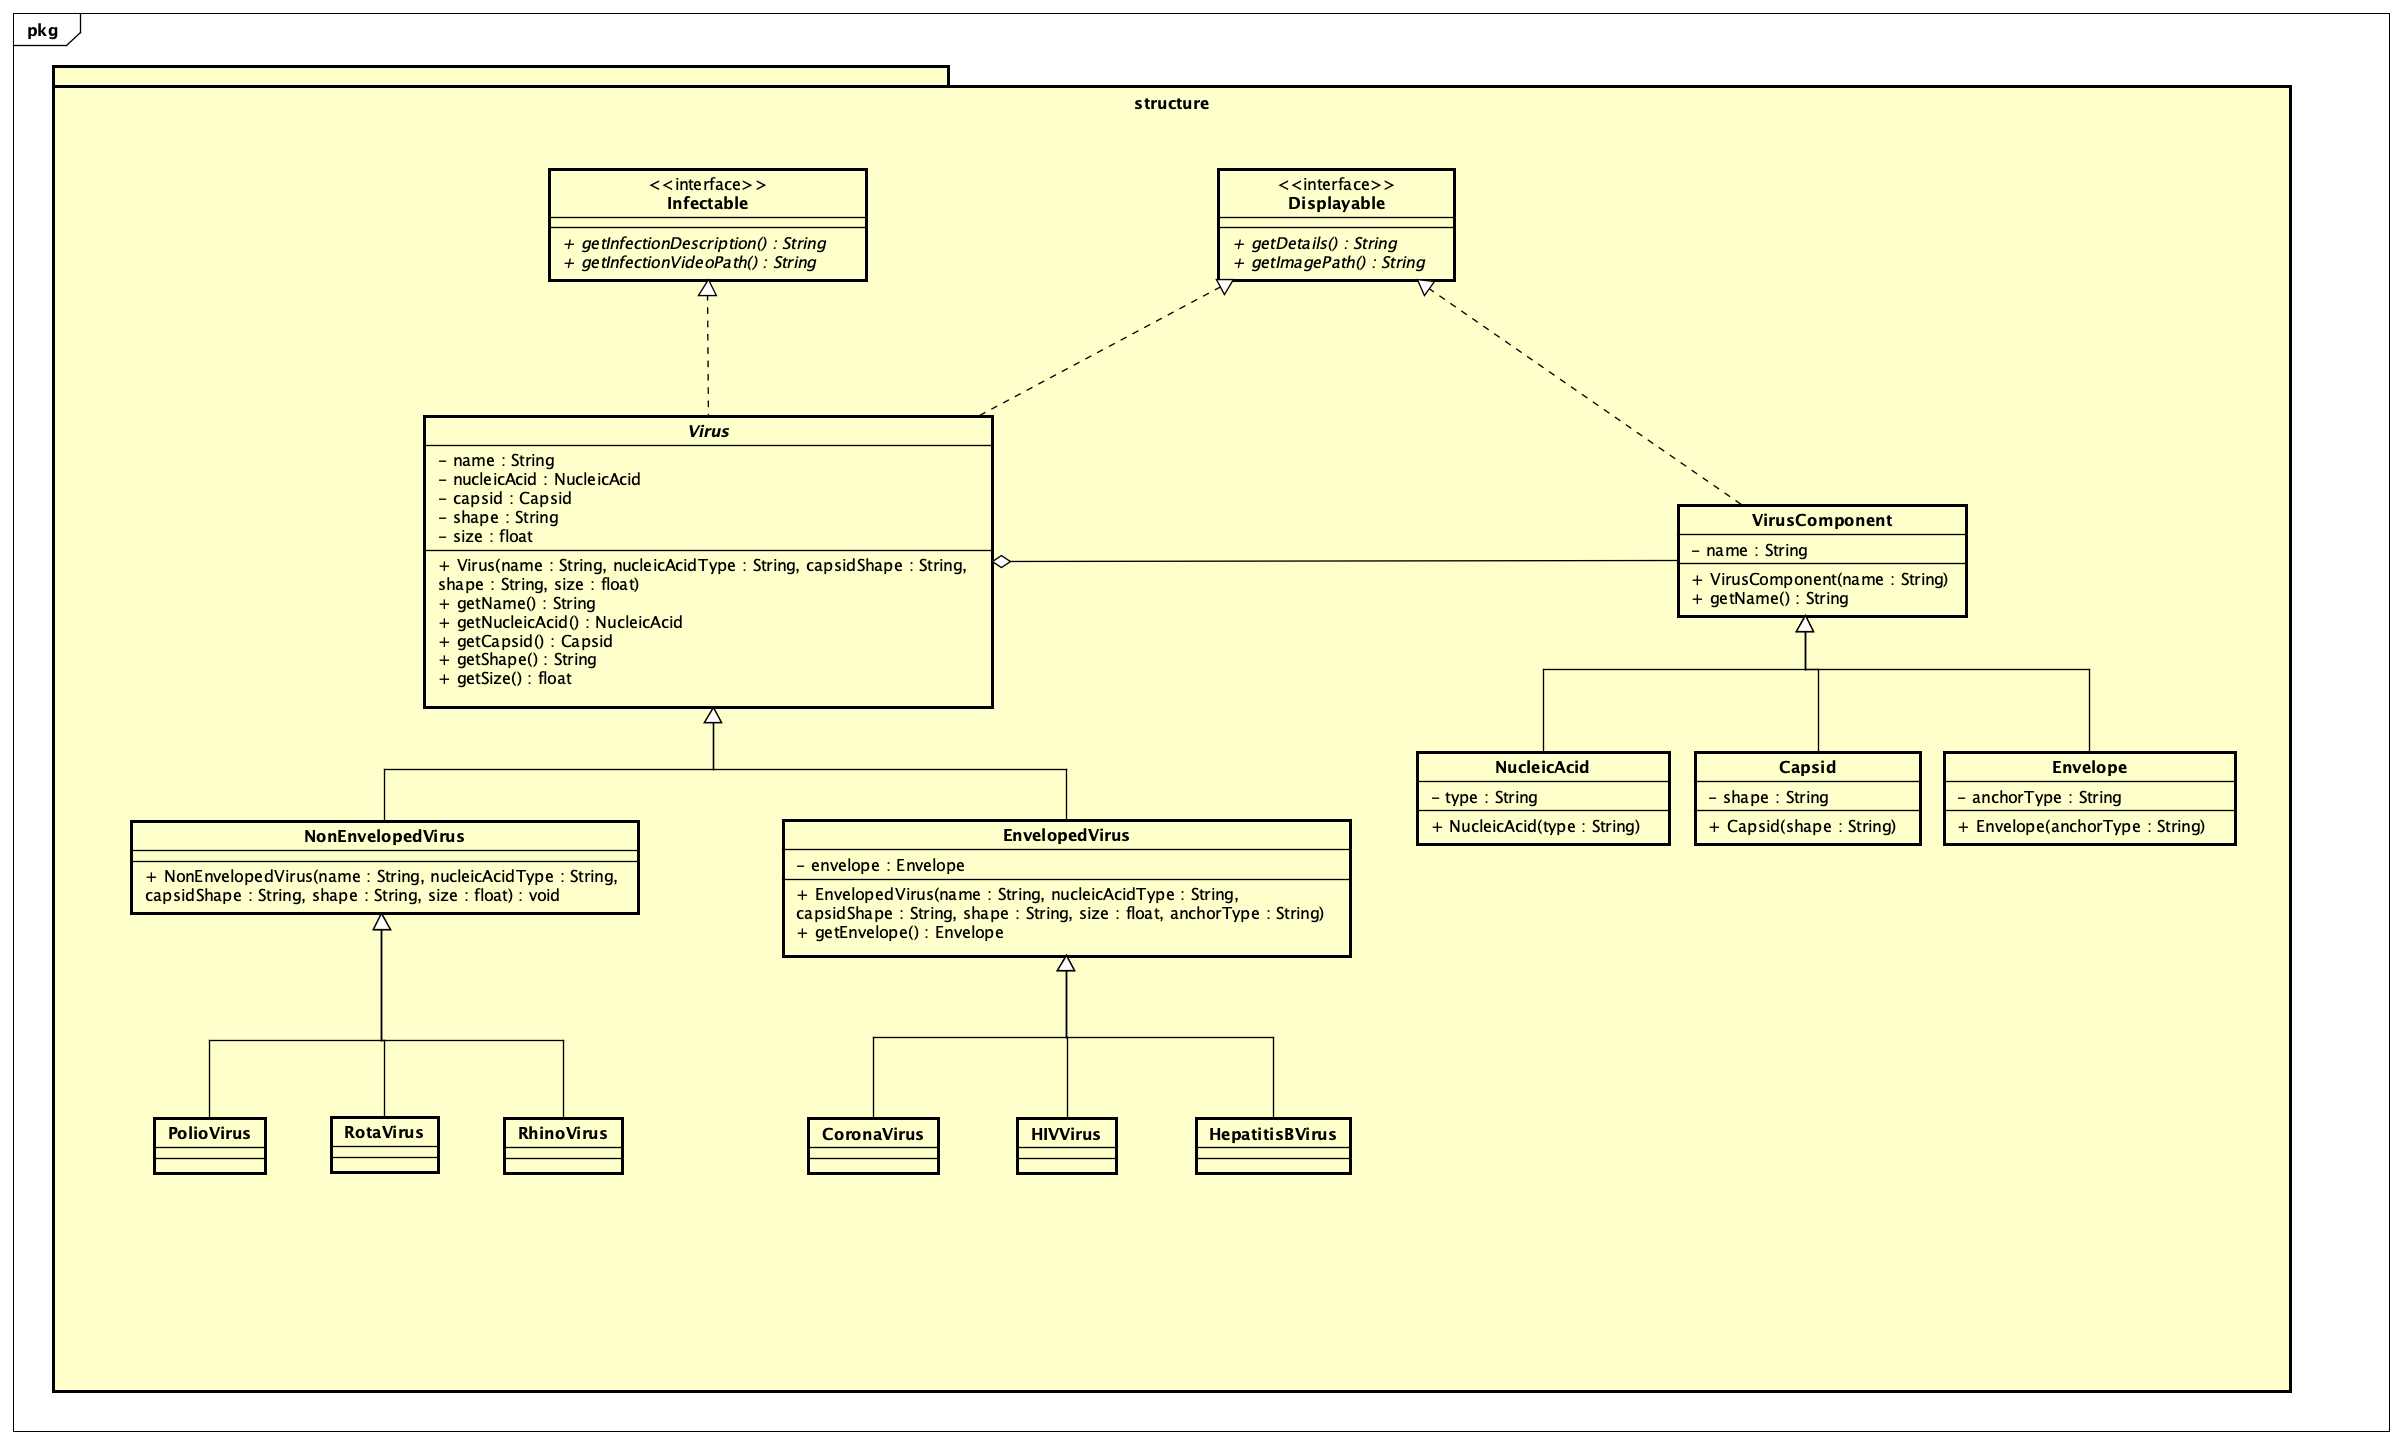 pkg
structure
<<interface>>
Infectable
+ getInfectionDescription() : String
+ getInfectionVideoPath() : String
<<interface>>
Displayable
+ getDetails() : String
+ getImagePath() : String
Virus
- name : String
- nucleicAcid : NucleicAcid
- capsid : Capsid
- shape : String
- size : float
+ Virus(name : String, nucleicAcidType : String, capsidShape : String,
shape : String, size : float)
+ getName() : String
+ getNucleicAcid() : NucleicAcid
+ getCapsid() : Capsid
+ getShape() : String
+ getSize() : float
VirusComponent
- name : String
+ VirusComponent(name : String)
+ getName() : String
NucleicAcid
- type : String
+ NucleicAcid(type : String)
Capsid
- shape : String
+ Capsid(shape : String)
Envelope
- anchorType : String
+ Envelope(anchorType : String)
NonEnvelopedVirus
+ NonEnvelopedVirus(name : String, nucleicAcidType : String,
capsidShape : String, shape : String, size : float) : void
EnvelopedVirus
- envelope : Envelope
+ EnvelopedVirus(name : String, nucleicAcidType : String,
capsidShape : String, shape : String, size : float, anchorType : String)
+ getEnvelope() : Envelope
PolioVirus
RotaVirus
RhinoVirus
CoronaVirus
HIVVirus
HepatitisBVirus